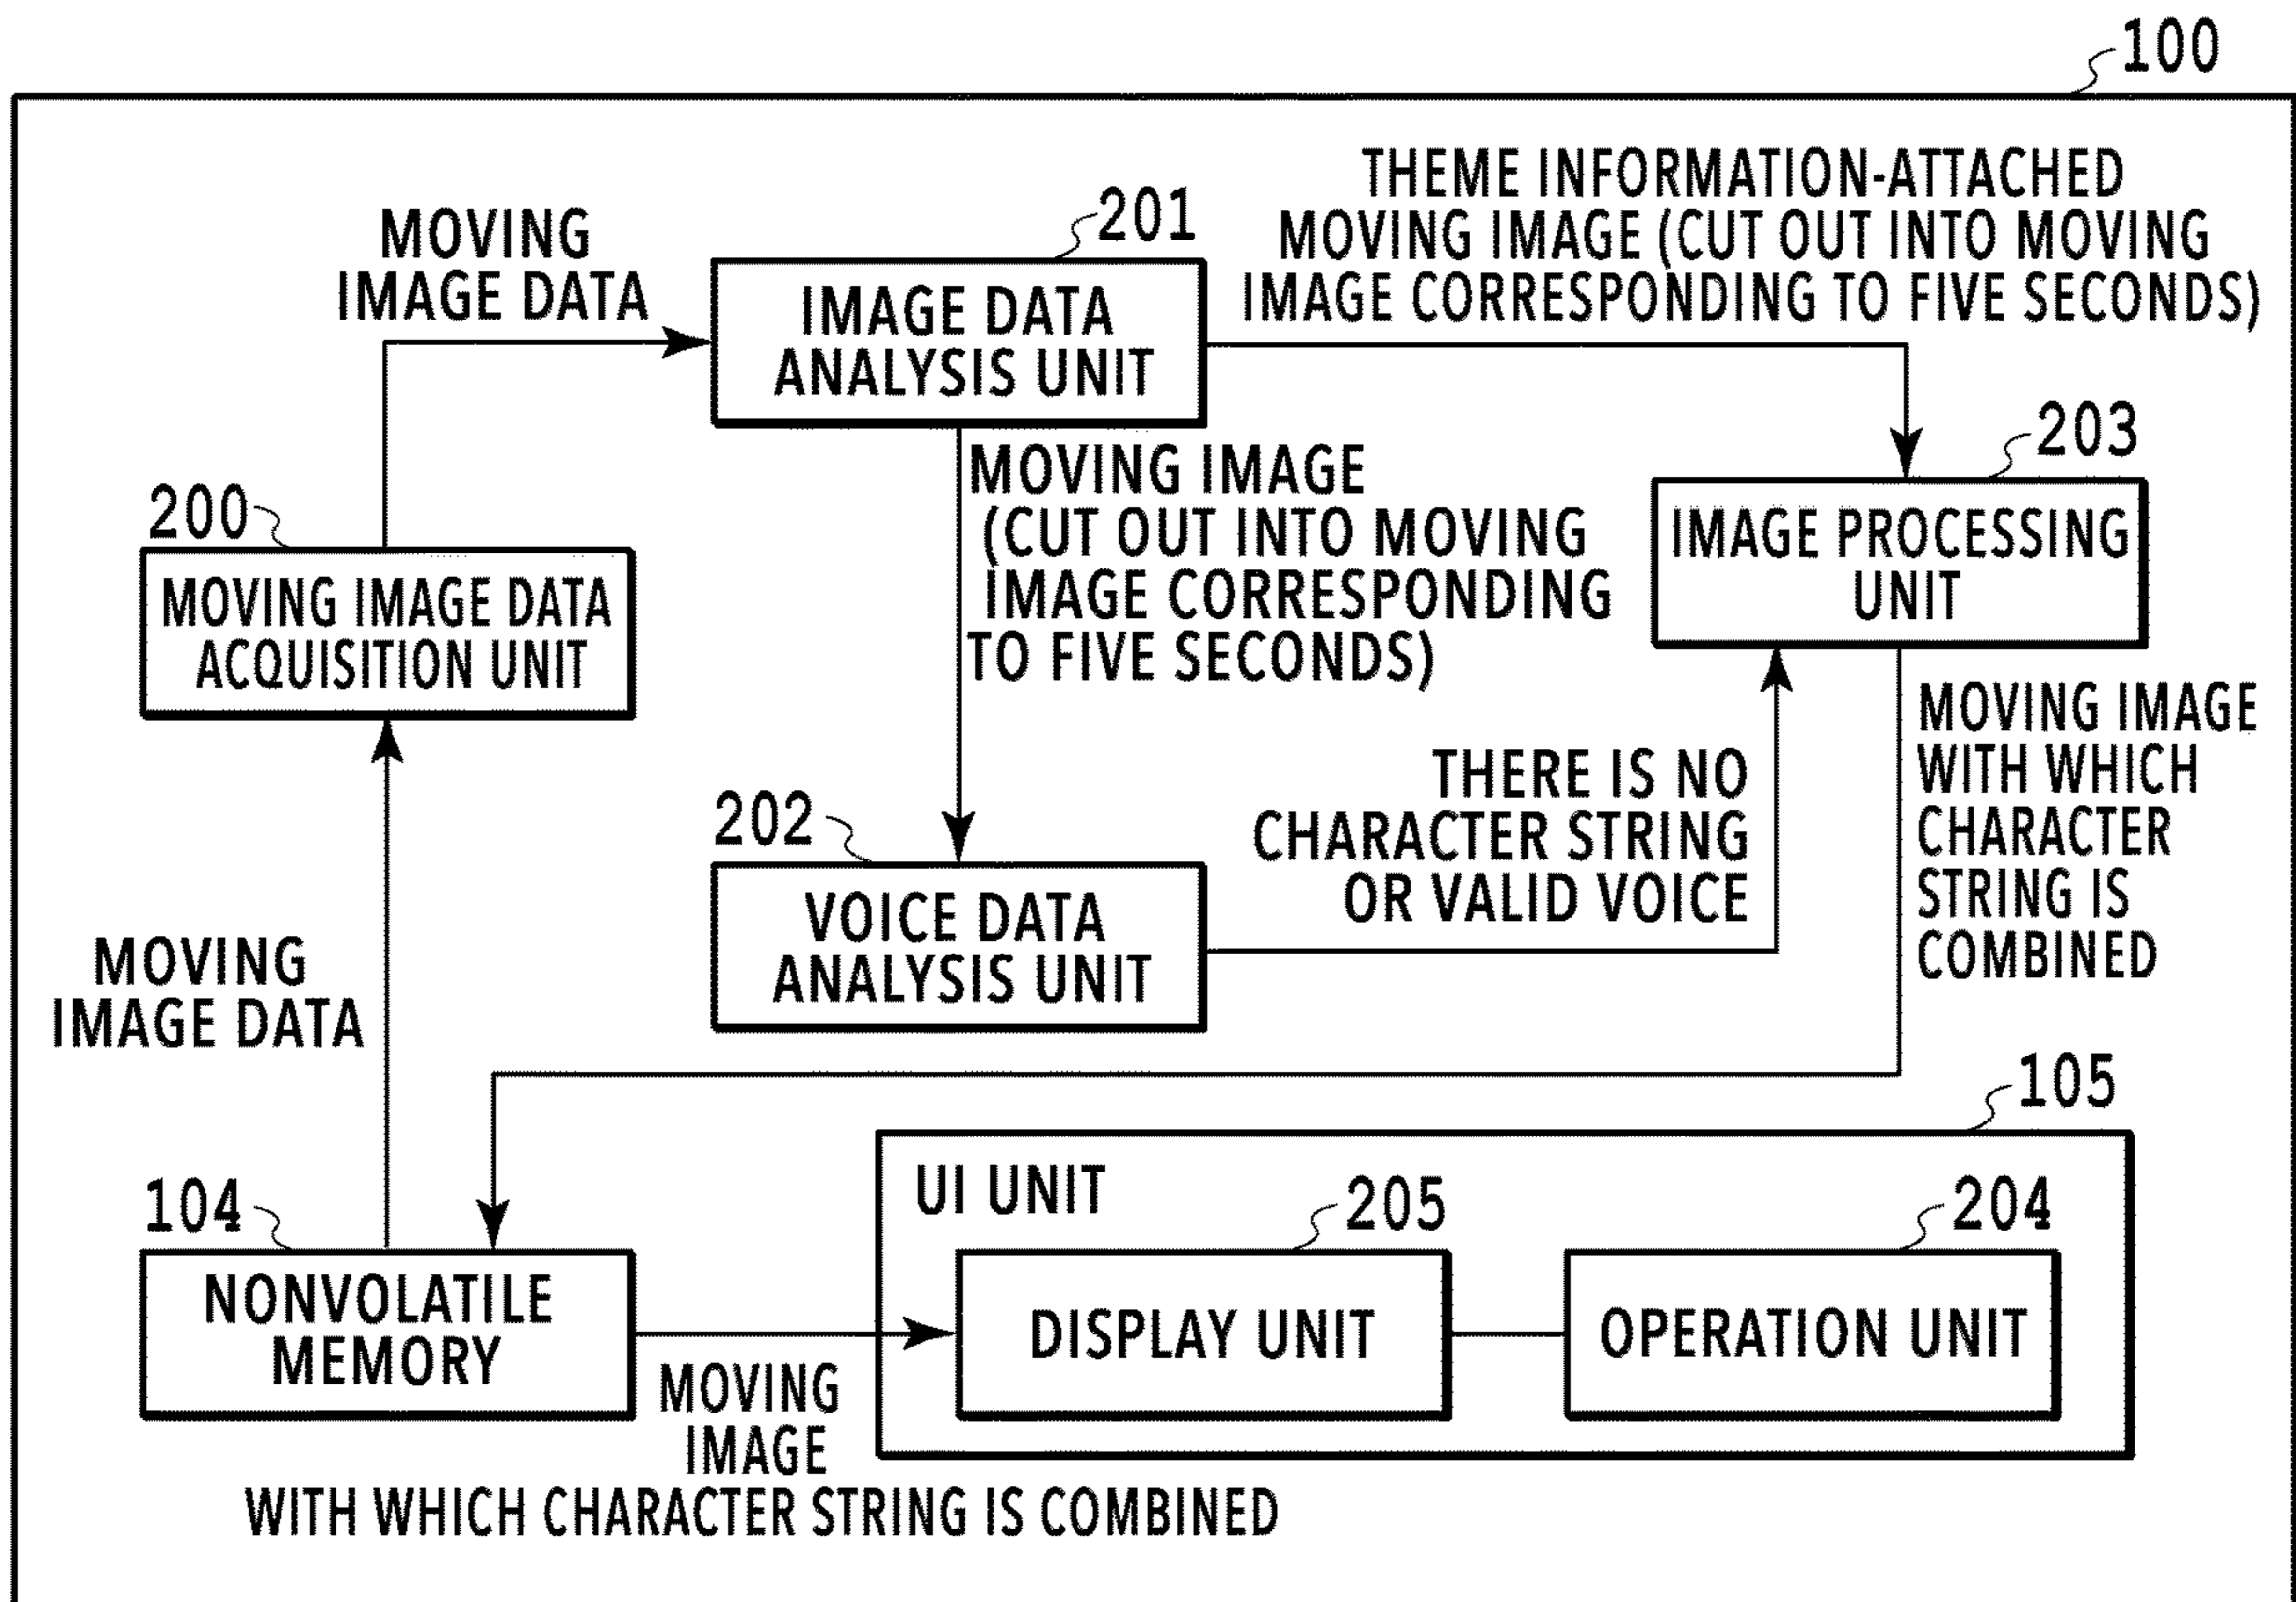 100
THEME INFORMATION-ATTACHED
MOVING IMAGE (CUT OUT INTO MOVING
IMAGE CORRESPONDING TO FIVE SECONDS)
201
MOVING
IMAGE DATA
IMAGE DATA
ANALYSIS UNIT
203
IMAGE PROCESSING
UNIT
200
MOVING IMAGE DATA
ACQUISITION UNIT
MOVING IMAGE
(CUT OUT INTO MOVING
IMAGE CORRESPONDING
TO FIVE SECONDS)
MOVING IMAGE
WITH WHICH
CHARACTER
STRING IS
COMBINED
THERE IS NO
CHARACTER STRING
OR VALID VOICE
202
VOICE DATA
ANALYSIS UNIT
MOVING
IMAGE DATA
105
UI UNIT
104
NONVOLATILE
MEMORY
205
DISPLAY UNIT
204
OPERATION UNIT
MOVING
IMAGE
WITH WHICH CHARACTER STRING IS COMBINED